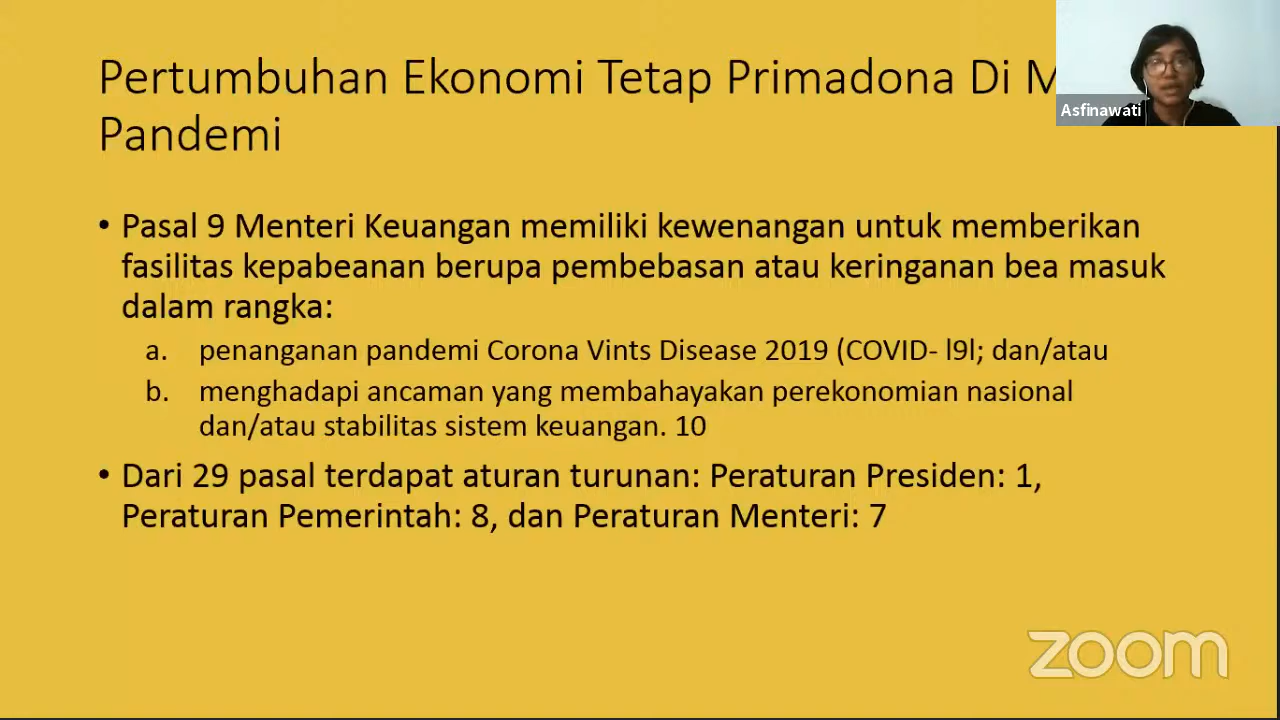 Pertumbuhan Ekonomi Tetap Primadona Di M
Pandemi
Asfinawati
• Pasal 9 Menteri Keuangan memiliki kewenangan untuk memberikan
fasilitas kepabeanan berupa pembebasan atau keringanan bea masuk
dalam rangka:
a. penanganan pandemi Corona Vints Disease 2019 (COVID- l9l; dan/atau
b. menghadapi ancaman yang membahayakan perekonomian nasional
dan/atau stabilitas sistem keuangan. 10
• Dari 29 pasal terdapat aturan turunan: Peraturan Presiden: 1,
Peraturan Pemerintah: 8, dan Peraturan Menteri: 7
zoom